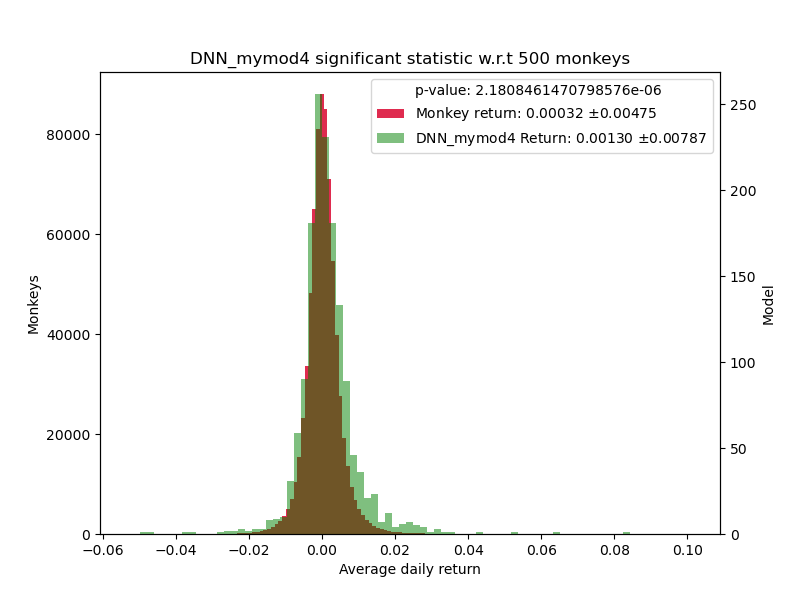 DNN_mymod4 significant statistic w.r.t 500 monkeys
p-value: 2.1808461470798576e-06
Monkey return: 0.00032 ±0.00475
DNN_mymod4 Return: 0.00130 ±0.00787
Monkeys
80000
60000
40000
20000
0
250
200
150
100
50
0
Model
−0.06 −0.04 −0.02 0.00 0.02 0.04 0.06 0.08 0.10
Average daily return